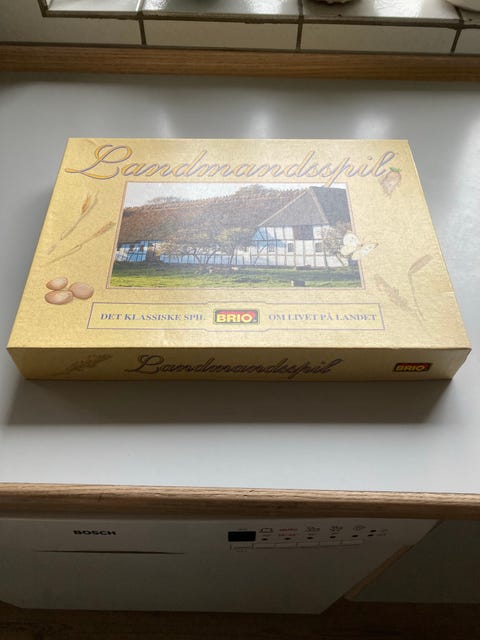 Landmandsspil
DET KLASSISKE SPIL BRIO OM LIVET PÅ LANDET
Landmandsspil BRIO
BOSCH